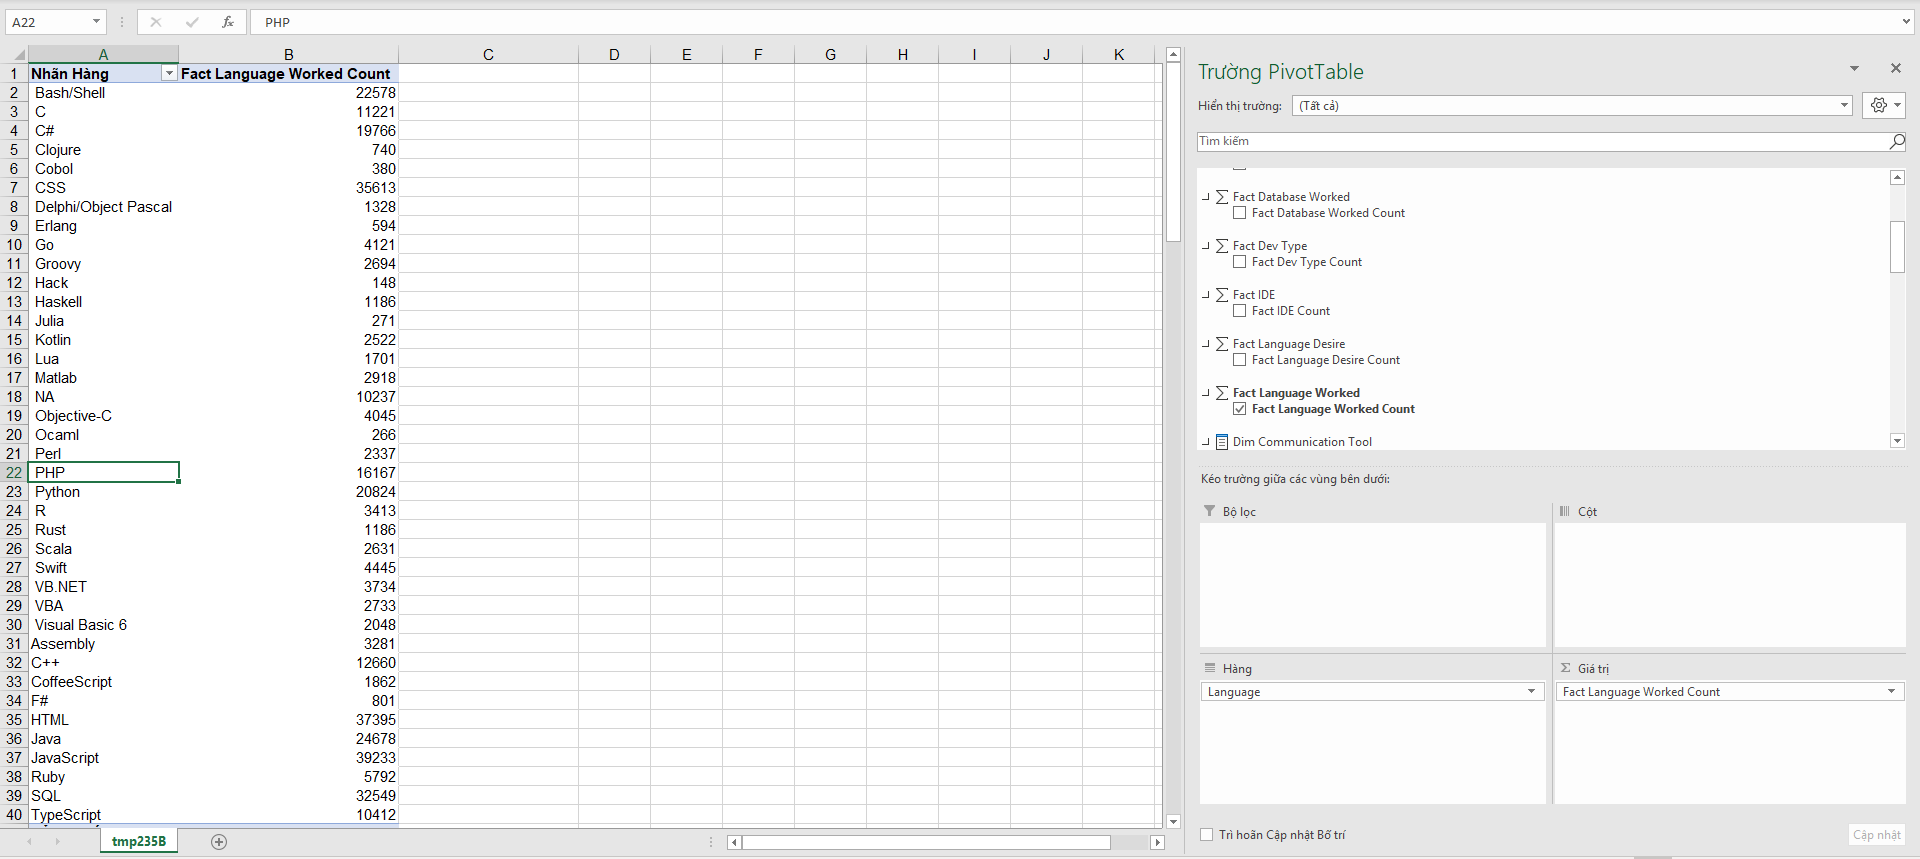 A22
fx
PHP
A B C D E F G H I J K
1 Nhãn Hàng Fact Language Worked Count
2 Bash/Shell 22578
3 C 11221
4 C# 19766
5 Clojure 740
6 Cobol 380
7 CSS 35613
8 Delphi/Object Pascal 1328
9 Erlang 594
10 Go 4121
11 Groovy 2694
12 Hack 148
13 Haskell 1186
14 Julia 271
15 Kotlin 2522
16 Lua 1701
17 Matlab 2918
18 NA 10237
19 Objective-C 4045
20 Ocaml 266
21 Perl 2337
22 PHP 16167
23 Python 20824
24 R 3413
25 Rust 1186
26 Scala 2631
27 Swift 4445
28 VB.NET 3734
29 VBA 2733
30 Visual Basic 6 2048
31 Assembly 3281
32 C++ 12660
33 CoffeeScript 1862
34 F# 801
35 HTML 37395
36 Java 24678
37 JavaScript 39233
38 Ruby 5792
39 SQL 32549
40 TypeScript 10412
tmp235B
Trường PivotTable
Hiển thị trường: (Tất cả)
Tìm kiếm
Σ Fact Database Worked
Fact Database Worked Count
Σ Fact Dev Type
Fact Dev Type Count
Σ Fact IDE
Fact IDE Count
Σ Fact Language Desire
Fact Language Desire Count
Σ Fact Language Worked
Fact Language Worked Count
Dim Communication Tool
Kéo trường giữa các vùng bên dưới:
Bộ lọc
Cột
Hàng
Language
Σ Giá trị
Fact Language Worked Count
Trì hoãn Cập nhật Bố trí
Cập nhật